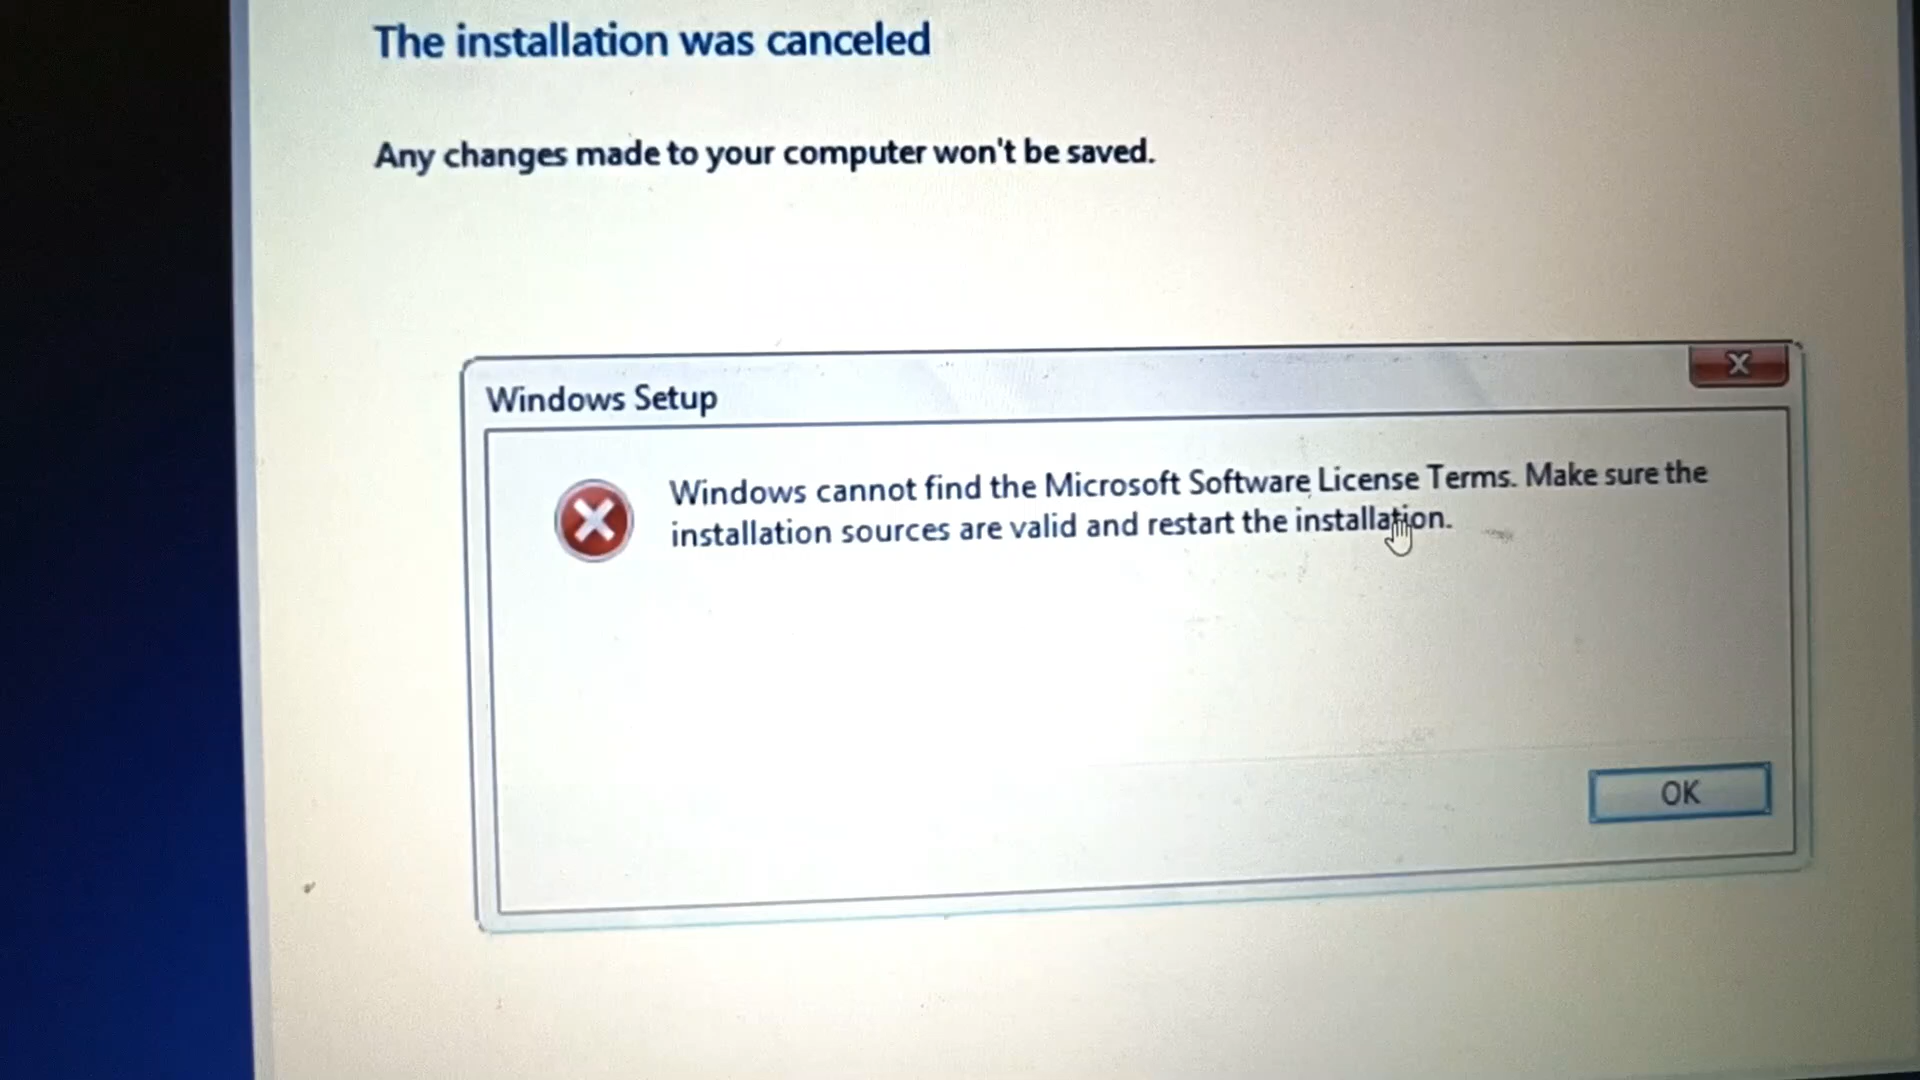 The installation was canceled
Any changes made to your computer won't be saved.
Windows Setup
Windows cannot find the Microsoft Software License Terms. Make sure the
installation sources are valid and restart the installation.
OK